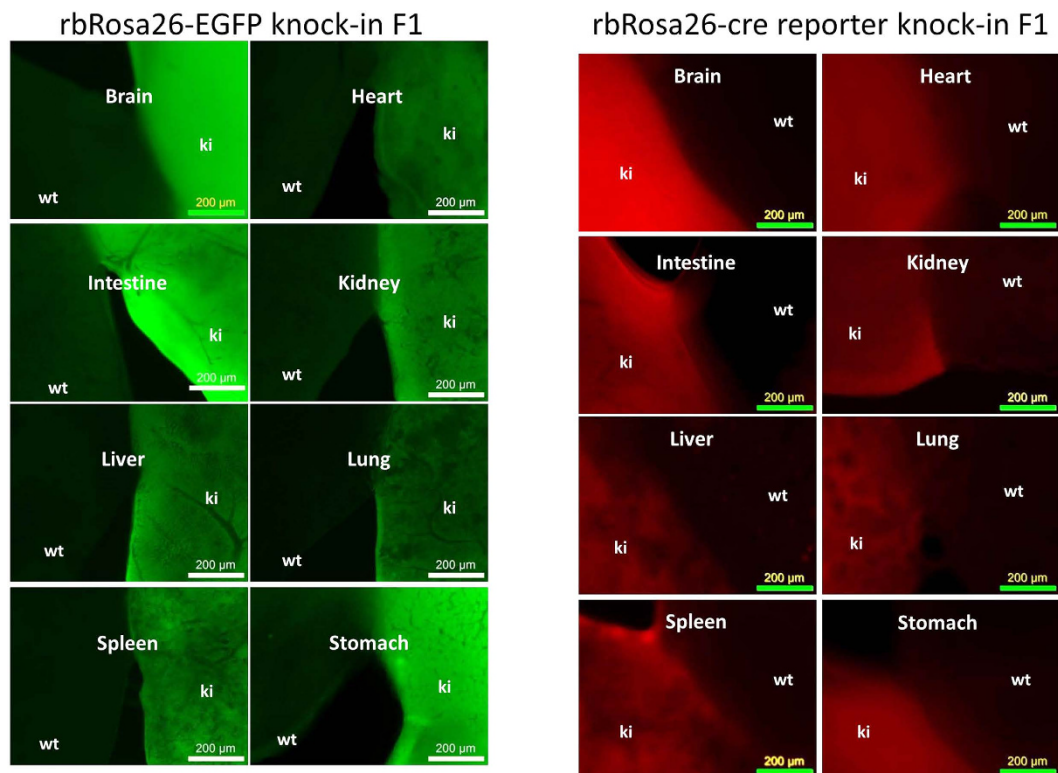 rbRosa26-EGFP knock-in F1
Brain
ki
wt
200 µm
Heart
ki
wt
200 µm
Intestine
ki
wt
200 µm
Kidney
ki
wt
200 µm
Liver
ki
wt
200 µm
Lung
ki
wt
200 µm
Spleen
ki
wt
200 µm
Stomach
ki
wt
200 µm
rbRosa26-cre reporter knock-in F1
Brain
wt
ki
200 µm
Heart
wt
ki
200 µm
Intestine
wt
ki
200 µm
Kidney
wt
ki
200 µm
Liver
wt
ki
200 µm
Lung
wt
ki
200 µm
Spleen
wt
ki
200 µm
Stomach
wt
ki
200 µm